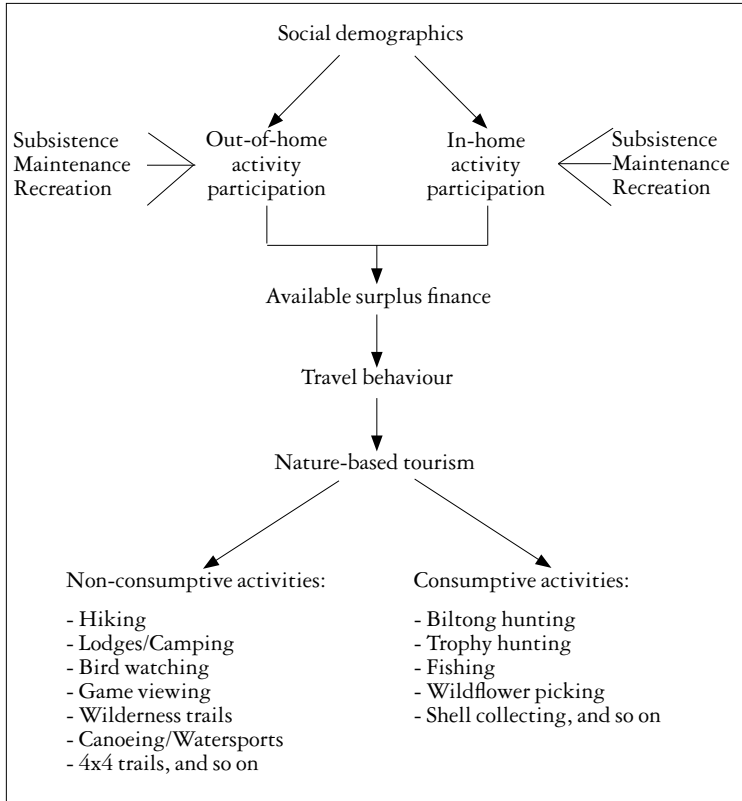 Social demographics
Subsistence
Maintenance
Recreation
Out-of-home
activity
participation
In-home
activity
participation
Subsistence
Maintenance
Recreation
Available surplus finance
Travel behaviour
Nature-based tourism
Non-consumptive activities:
- Hiking
- Lodges/Camping
- Bird watching
- Game viewing
- Wilderness trails
- Canoeing/Watersports
- 4x4 trails, and so on
Consumptive activities:
- Biltong hunting
- Trophy hunting
- Fishing
- Wildflower picking
- Shell collecting, and so on